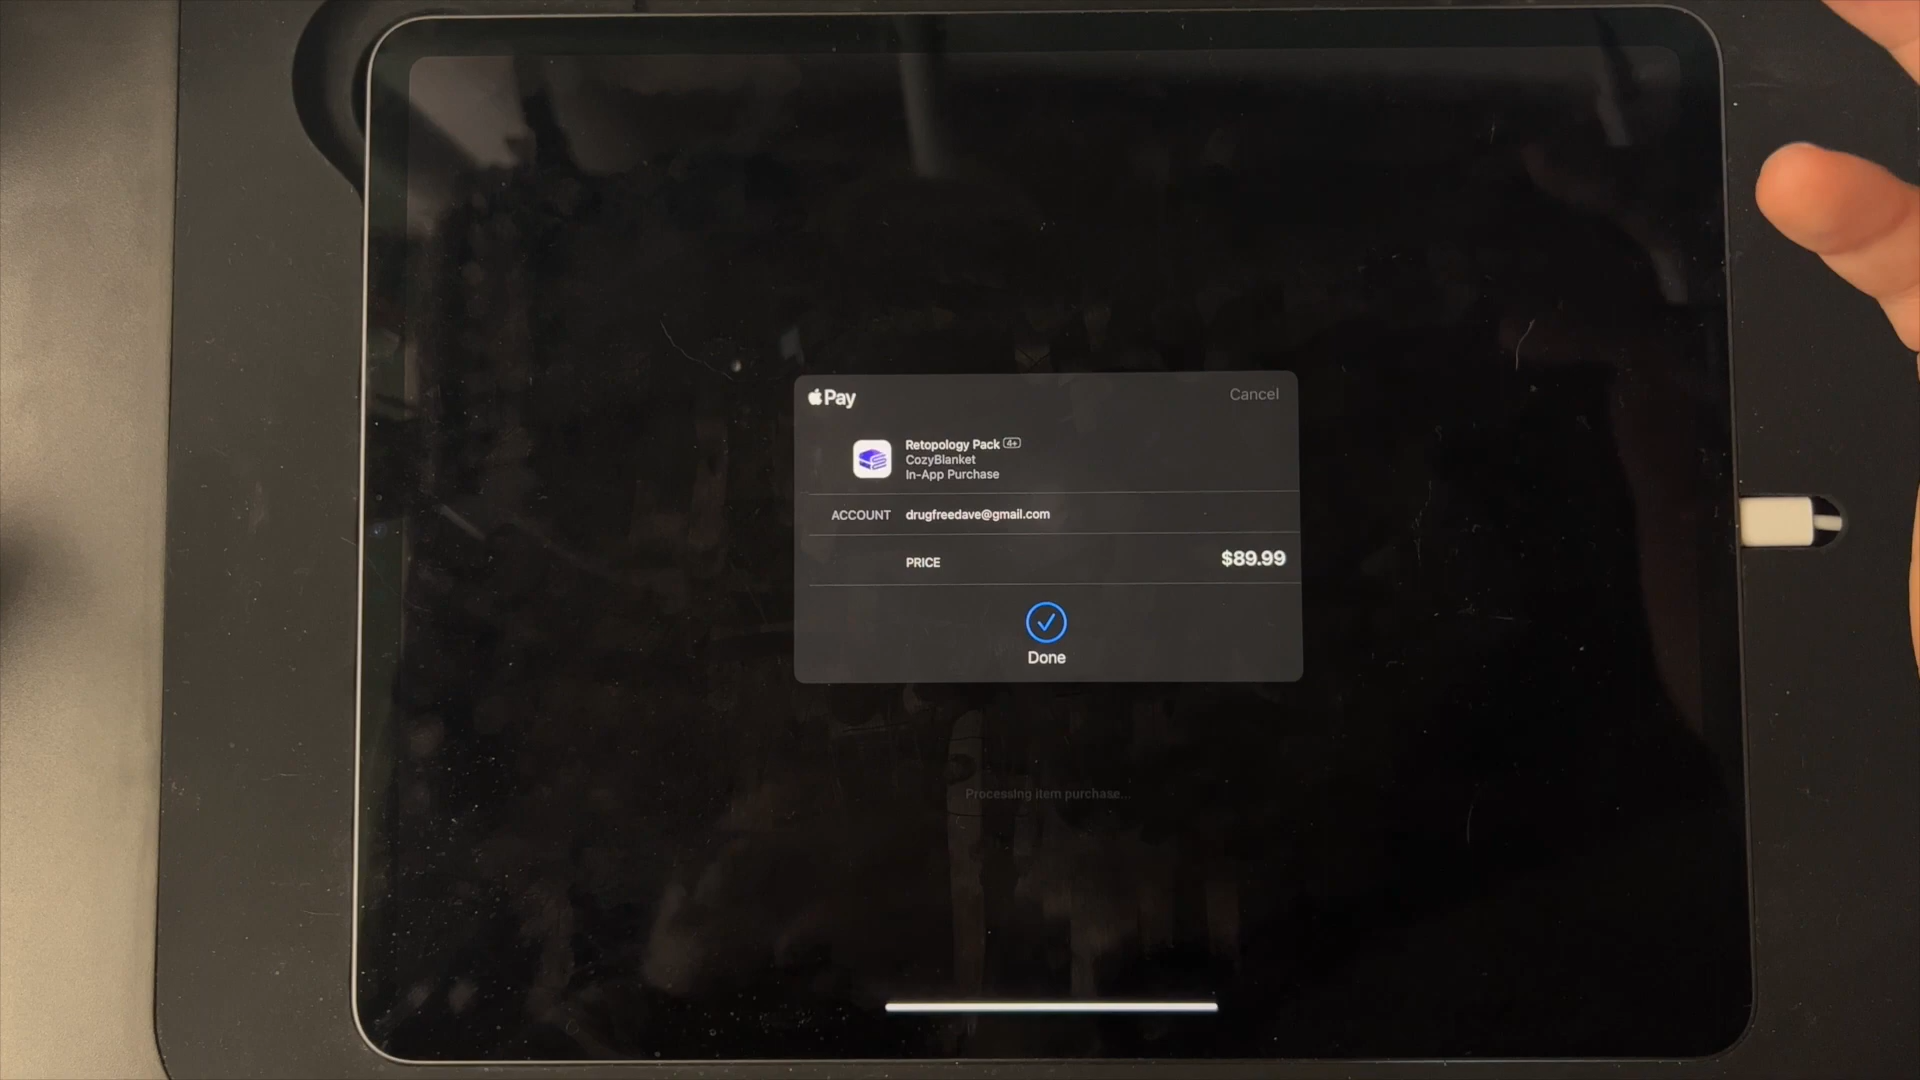 Pay
Cancel
Retopology Pack 4+
CozyBlanket
In-App Purchase
ACCOUNT drugfreedave@gmail.com
PRICE $89.99
Done
Processing item purchase...